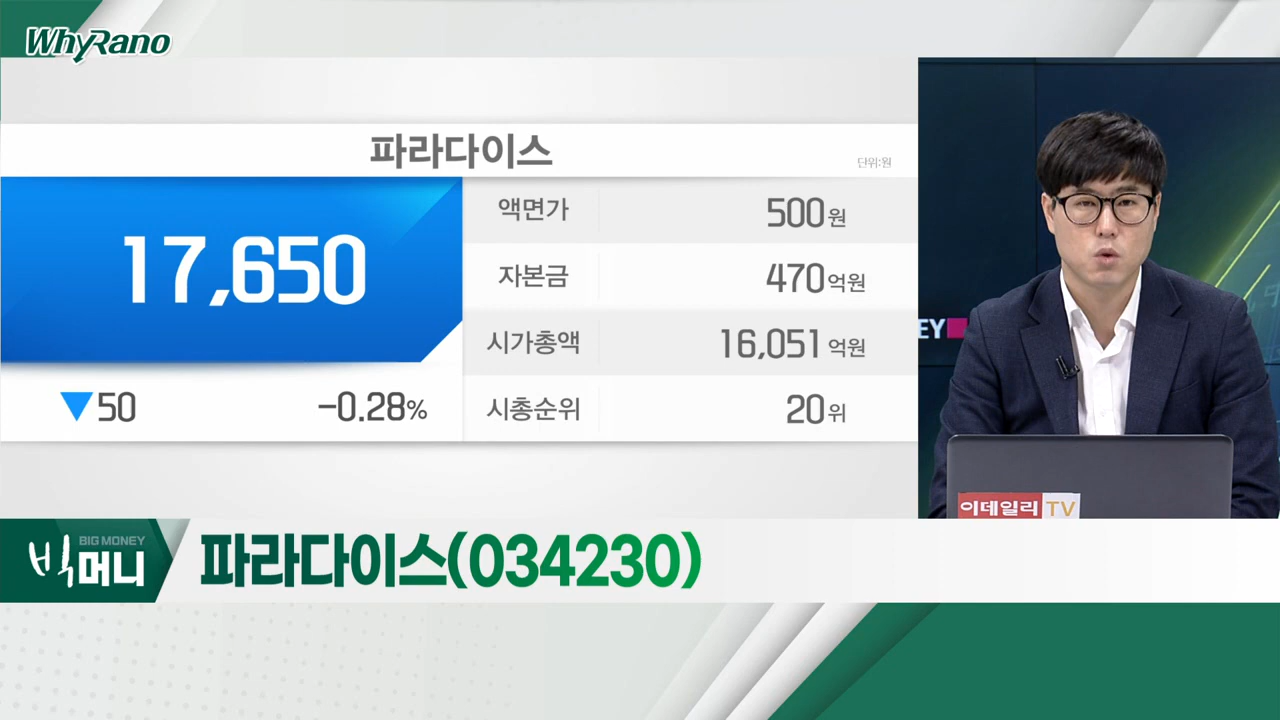 WhyRano
파라다이스
단위:원
17,650
▼50 -0.28%
액면가 500원
자본금 470억원
시가총액 16,051억원
시총순위 20위
EY
이데일리TV
BIG MONEY
빅머니
파라다이스(034230)